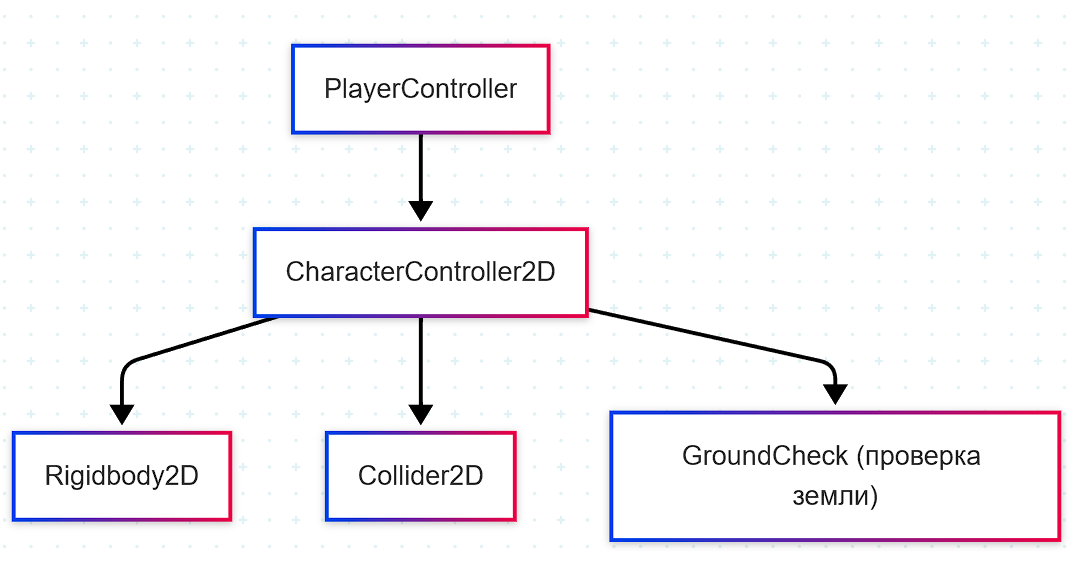 PlayerController
CharacterController2D
Rigidbody2D
Collider2D
GroundCheck (проверка
земли)